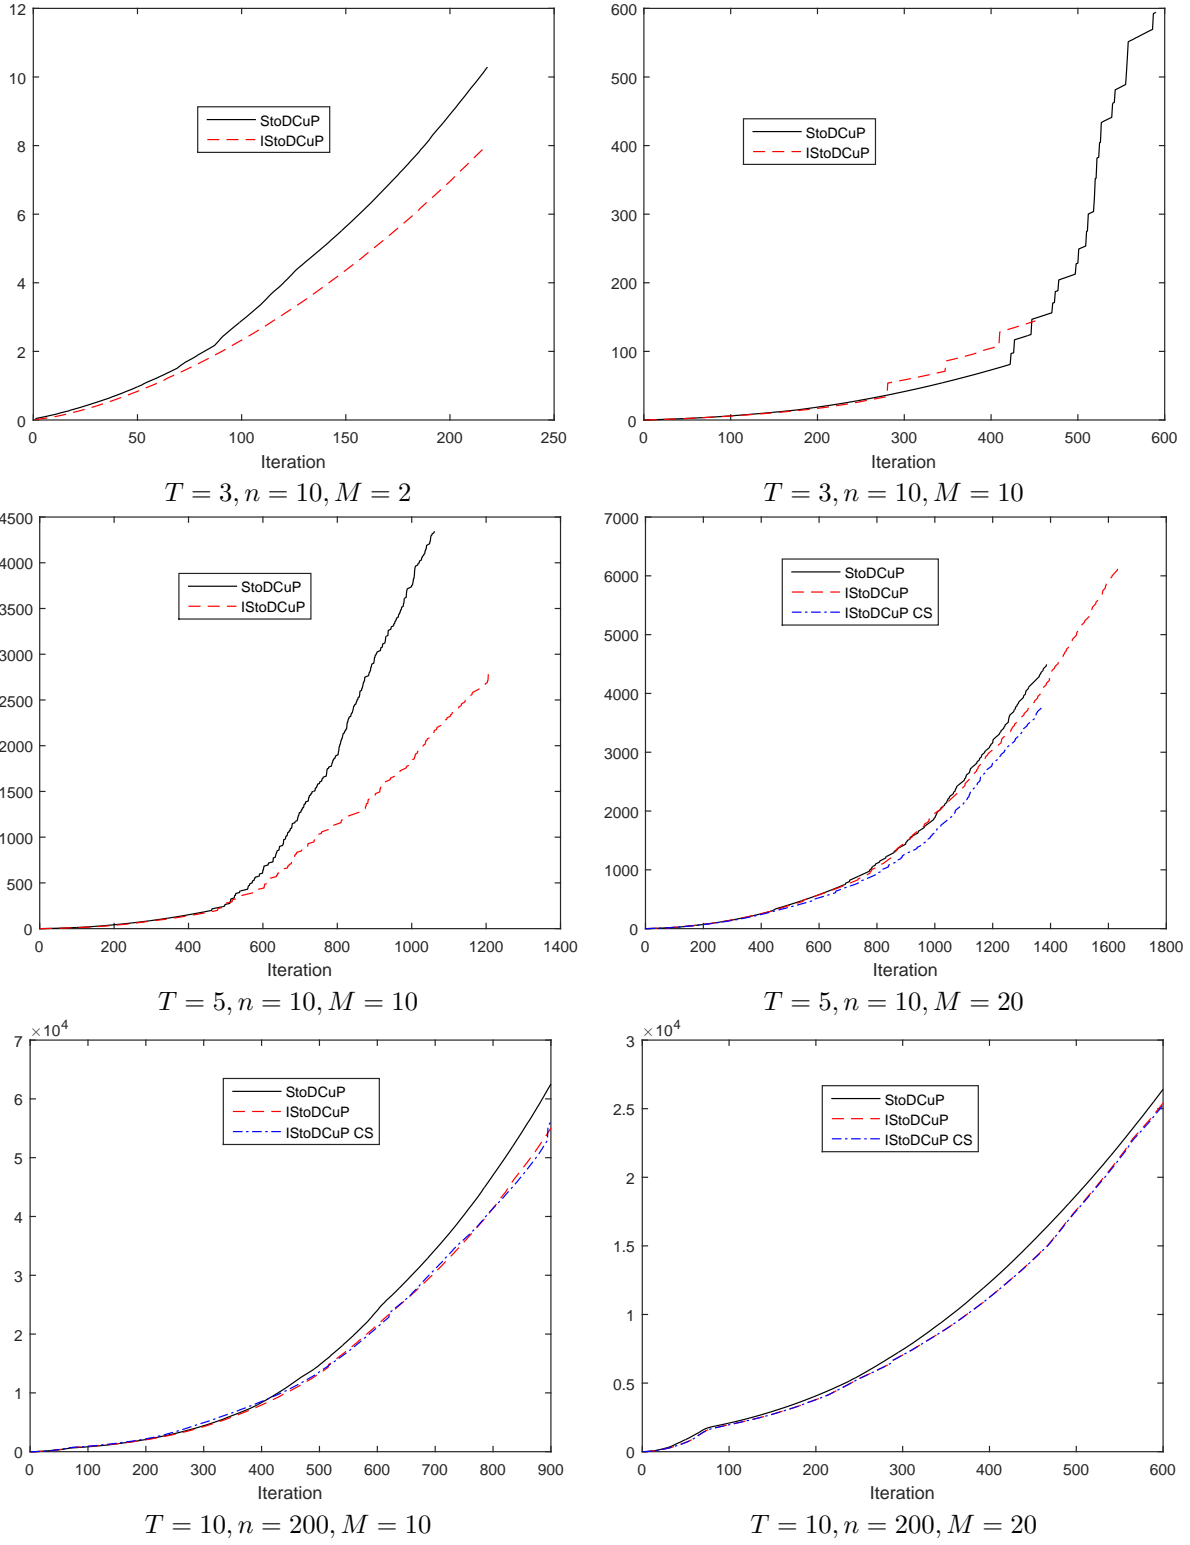 12
10
8
6
4
2
0
0 50 100 150 200 250
StoDCuP
IStoDCuP
Iteration
T = 3, n = 10, M = 2
600
500
400
300
200
100
0
0 100 200 300 400 500 600
StoDCuP
IStoDCuP
Iteration
T = 3, n = 10, M = 10
4500
4000
3500
3000
2500
2000
1500
1000
500
0
0 200 400 600 800 1000 1200 1400
StoDCuP
IStoDCuP
Iteration
T = 5, n = 10, M = 10
7000
6000
5000
4000
3000
2000
1000
0
0 200 400 600 800 1000 1200 1400 1600 1800
StoDCuP
IStoDCuP
IStoDCuP CS
Iteration
T = 5, n = 10, M = 20
×10⁴
7
6
5
4
3
2
1
0
0 100 200 300 400 500 600 700 800 900
StoDCuP
IStoDCuP
IStoDCuP CS
Iteration
T = 10, n = 200, M = 10
×10⁴
3
2.5
2
1.5
1
0.5
0
0 100 200 300 400 500 600
StoDCuP
IStoDCuP
IStoDCuP CS
Iteration
T = 10, n = 200, M = 20